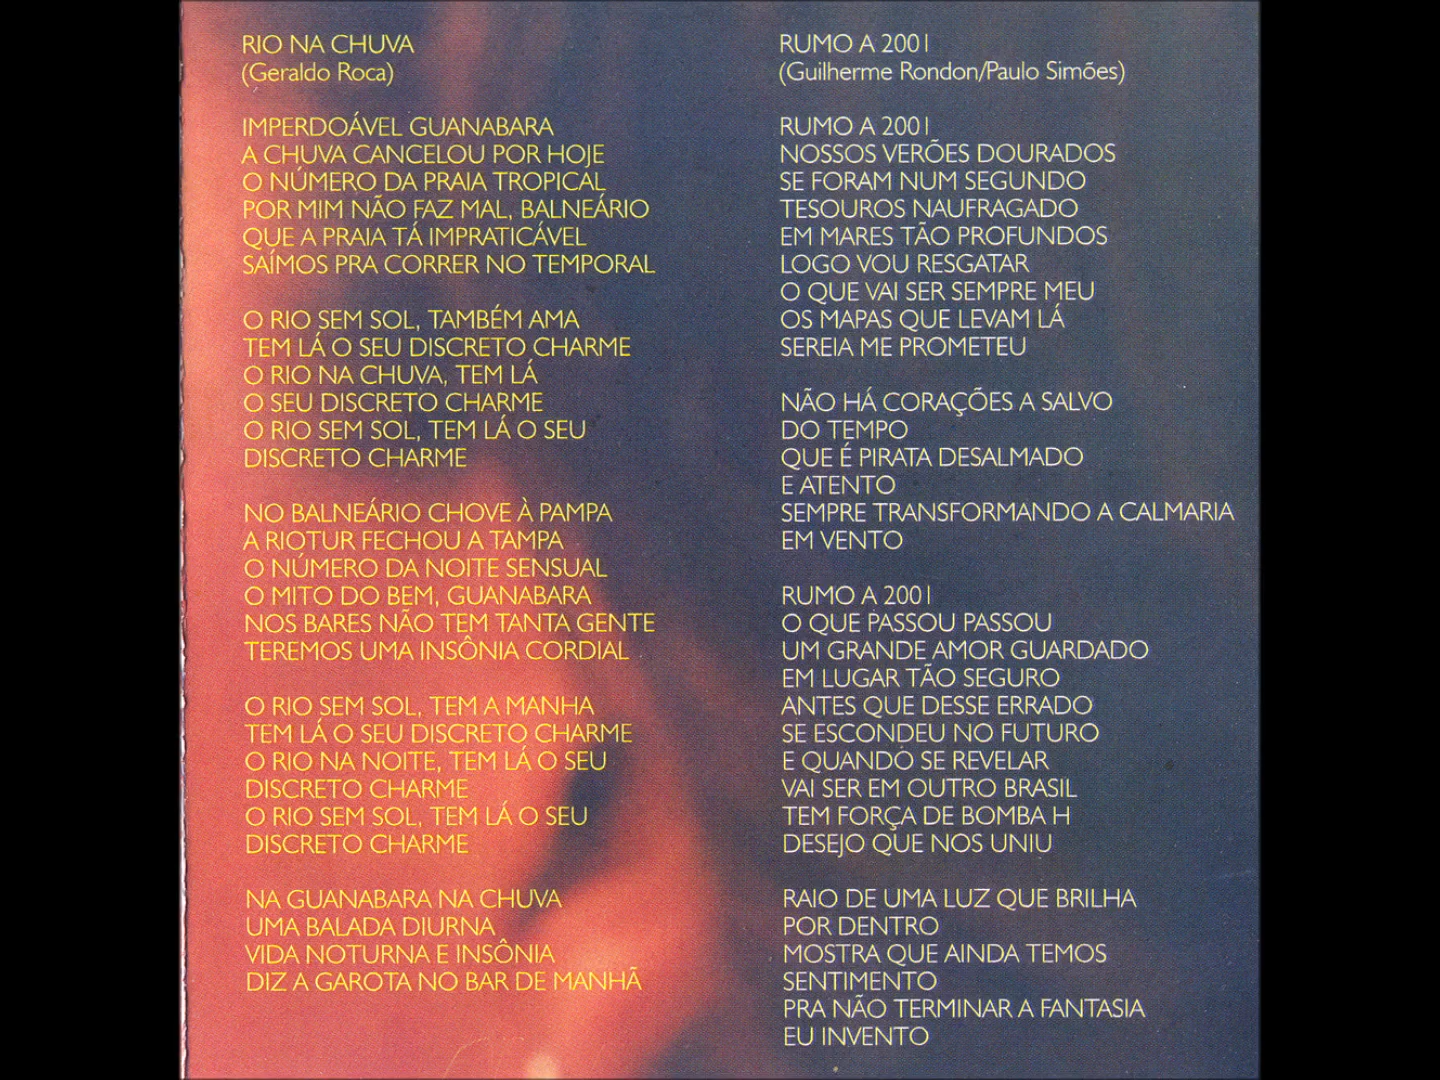 RIO NA CHUVA
(Geraldo Roca)
IMPERDOÁVEL GUANABARA
A CHUVA CANCELOU POR HOJE
O NÚMERO DA PRAIA TROPICAL
POR MIM NÃO FAZ MAL, BALNEÁRIO
QUE A PRAIA TÁ IMPRATICÁVEL
SAÍMOS PRA CORRER NO TEMPORAL
O RIO SEM SOL, TAMBÉM AMA
TEM LÁ O SEU DISCRETO CHARME
O RIO NA CHUVA, TEM LÁ
O SEU DISCRETO CHARME
O RIO SEM SOL, TEM LÁ O SEU
DISCRETO CHARME
NO BALNEÁRIO CHOVE À PAMPA
A RIOTUR FECHOU A TAMPA
O NÚMERO DA NOITE SENSUAL
O MITO DO BEM, GUANABARA
NOS BARES NÃO TEM TANTA GENTE
TEREMOS UMA INSÔNIA CORDIAL
O RIO SEM SOL, TEM A MANHA
TEM LÁ O SEU DISCRETO CHARME
O RIO NA NOITE, TEM LÁ O SEU
DISCRETO CHARME
O RIO SEM SOL, TEM LÁ O SEU
DISCRETO CHARME
NA GUANABARA NA CHUVA
UMA BALADA DIURNA
VIDA NOTURNA E INSÔNIA
DIZ A GAROTA NO BAR DE MANHÃ
RUMO A 2001
(Guilherme Rondon/Paulo Simões)
RUMO A 2001
NOSSOS VERÕES DOURADOS
SE FORAM NUM SEGUNDO
TESOUROS NAUFRAGADO
EM MARES TÃO PROFUNDOS
LOGO VOU RESGATAR
O QUE VAI SER SEMPRE MEU
OS MAPAS QUE LEVAM LÁ
SEREIA ME PROMETEU
NÃO HÁ CORAÇÕES A SALVO
DO TEMPO
QUE É PIRATA DESALMADO
E ATENTO
SEMPRE TRANSFORMANDO A CALMARIA
EM VENTO
RUMO A 2001
O QUE PASSOU PASSOU
UM GRANDE AMOR GUARDADO
EM LUGAR TÃO SEGURO
ANTES QUE DESSE ERRADO
SE ESCONDEU NO FUTURO
E QUANDO SE REVELAR
VAI SER EM OUTRO BRASIL
TEM FORÇA DE BOMBA H
DESEJO QUE NOS UNIU
RAIO DE UMA LUZ QUE BRILHA
POR DENTRO
MOSTRA QUE AINDA TEMOS
SENTIMENTO
PRA NÃO TERMINAR A FANTASIA
EU INVENTO